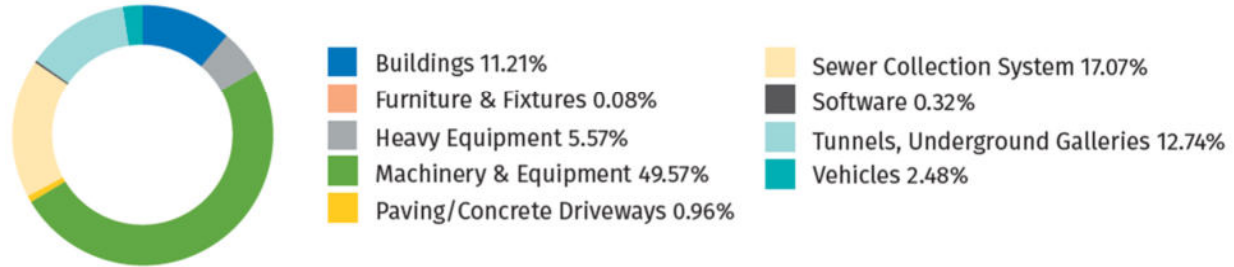 Buildings 11.21%
Furniture & Fixtures 0.08%
Heavy Equipment 5.57%
Machinery & Equipment 49.57%
Paving/Concrete Driveways 0.96%
Sewer Collection System 17.07%
Software 0.32%
Tunnels, Underground Galleries 12.74%
Vehicles 2.48%